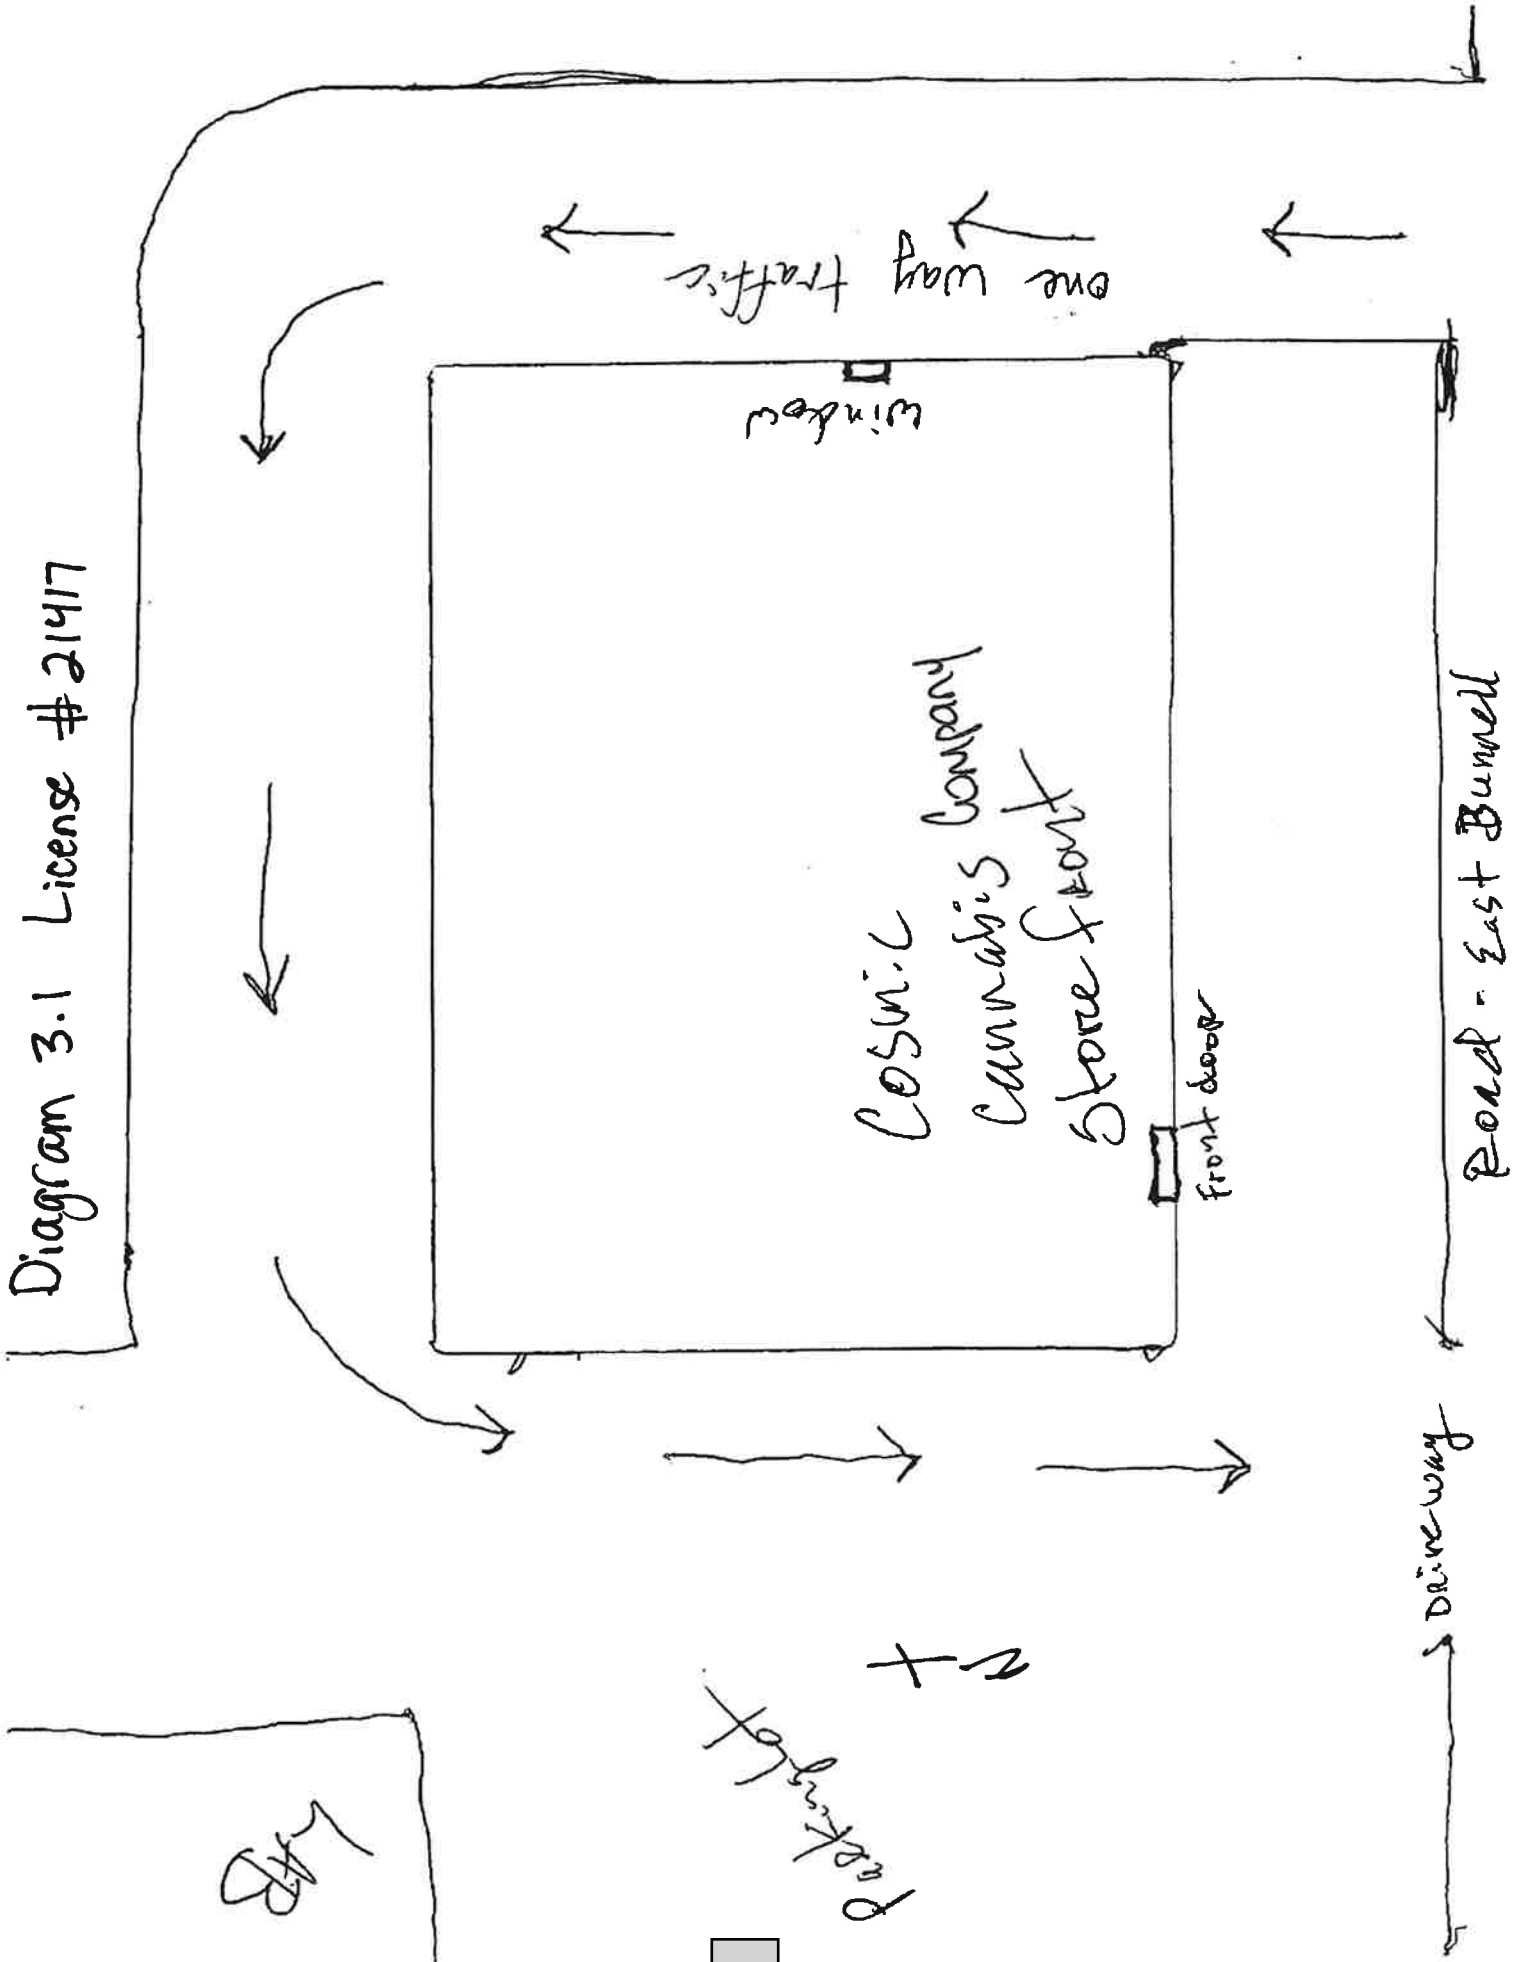 Diagram 3.1 License #21417
one way traffic
window
Cosmic
Cannabis Company
Store front
Front door
Road - East Bunnell
Driveway
N
Parking Lot